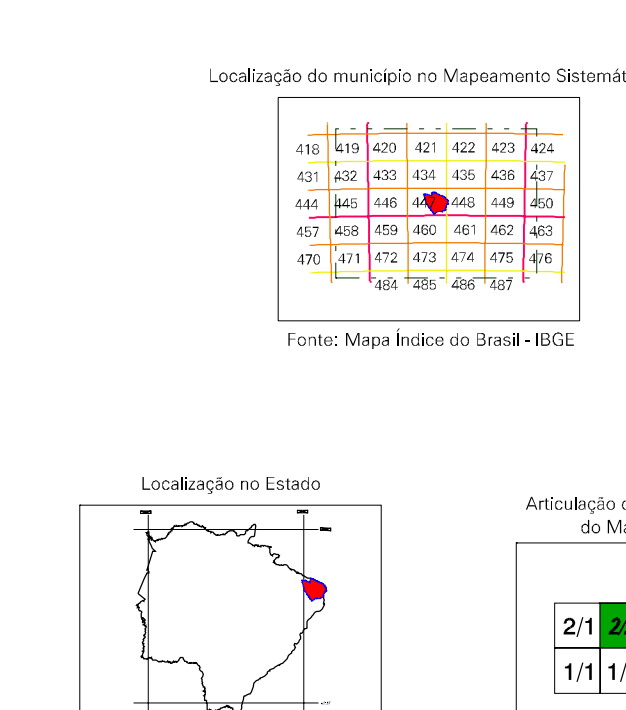 Localização do município no Mapeamento Sistemát
418 419 420 421 422 423 424
431 432 433 434 435 436 437
444 445 446 447 448 449 450
457 458 459 460 461 462 463
470 471 472 473 474 475 476
484 485 486 487
Fonte: Mapa Índice do Brasil - IBGE
Localização no Estado
Articulação
do Ma
2/1 2/
1/1 1/